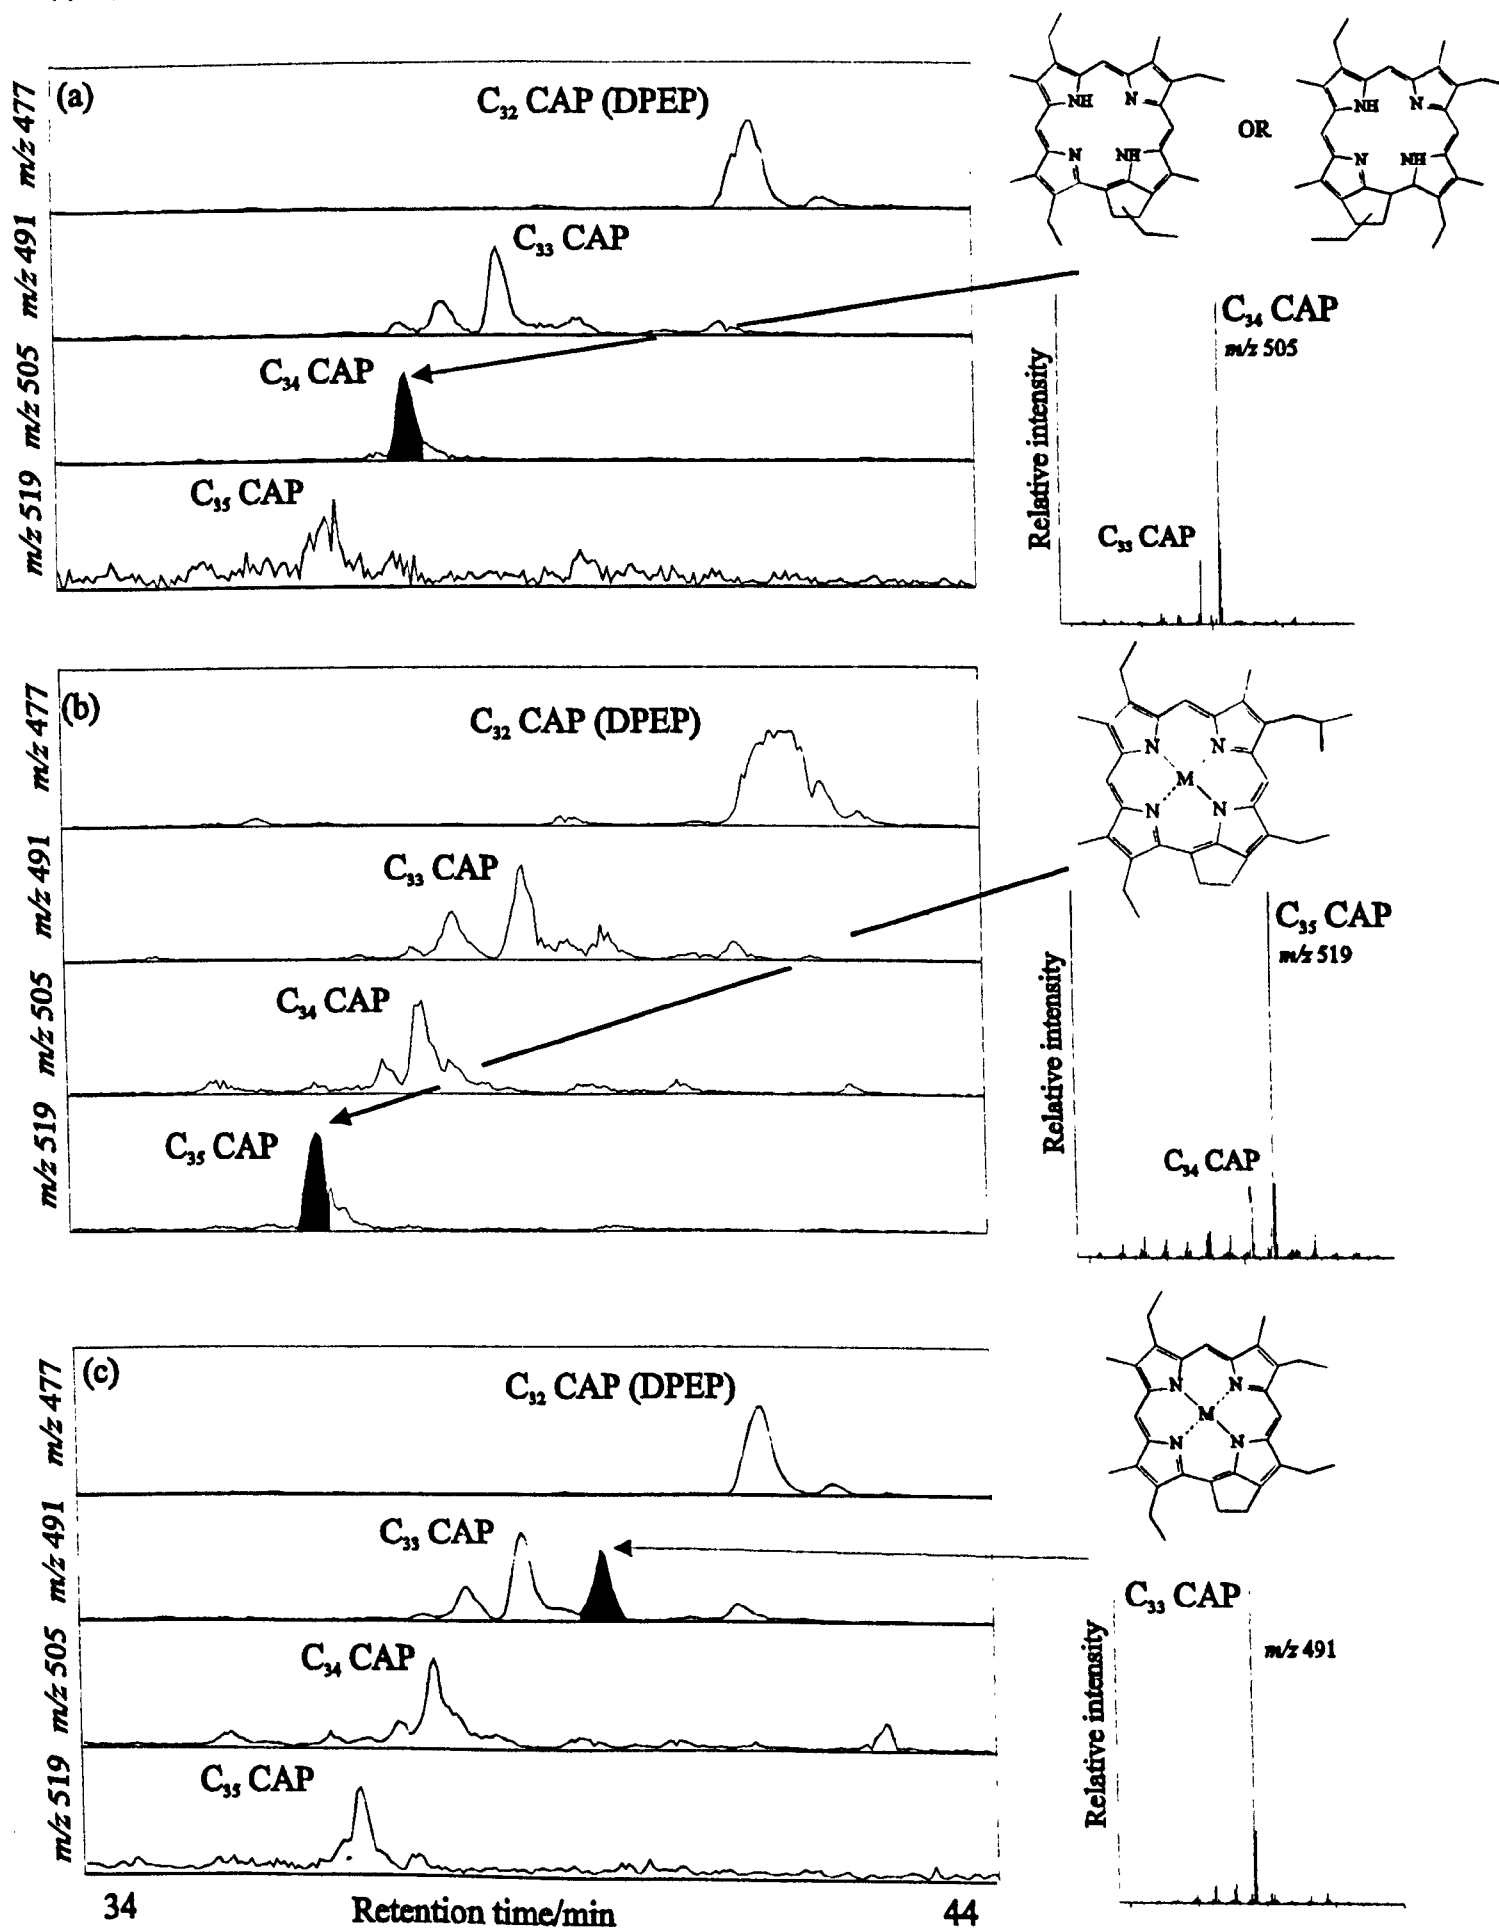 (a)
m/z 477
C₃₂ CAP (DPEP)
m/z 491
C₃₃ CAP
m/z 505
C₃₄ CAP
m/z 519
C₃₅ CAP
NH N
N NH
OR
NH N
N NH
Relative intensity
C₃₄ CAP
m/z 505
C₃₃ CAP
(b)
m/z 477
C₃₂ CAP (DPEP)
m/z 491
C₃₃ CAP
m/z 505
C₃₄ CAP
m/z 519
C₃₅ CAP
N N
M
N N
Relative intensity
C₃₅ CAP
m/z 519
C₃₄ CAP
(c)
m/z 477
C₃₂ CAP (DPEP)
m/z 491
C₃₃ CAP
m/z 505
C₃₄ CAP
m/z 519
C₃₅ CAP
34 Retention time/min 44
N N
M
N N
Relative intensity
C₃₃ CAP
m/z 491